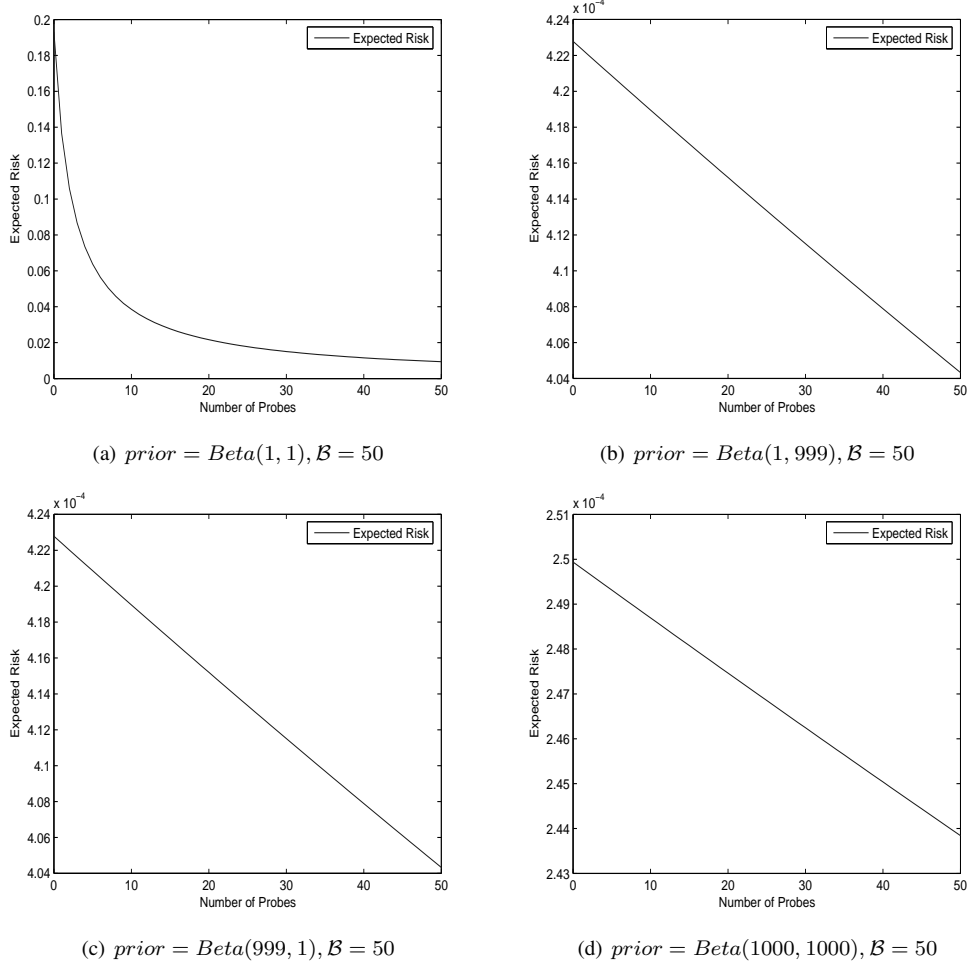 0.2
0.18
0.16
0.14
0.12
0.1
0.08
0.06
0.04
0.02
0
Expected Risk
Expected Risk
0 10 20 30 40 50
Number of Probes
(a) prior = Beta(1, 1), B = 50
x 10⁻⁴
4.24
4.22
4.2
4.18
4.16
4.14
4.12
4.1
4.08
4.06
4.04
Expected Risk
Expected Risk
0 10 20 30 40 50
Number of Probes
(b) prior = Beta(1, 999), B = 50
x 10⁻⁴
4.24
4.22
4.2
4.18
4.16
4.14
4.12
4.1
4.08
4.06
4.04
Expected Risk
Expected Risk
0 10 20 30 40 50
Number of Probes
(c) prior = Beta(999, 1), B = 50
x 10⁻⁴
2.51
2.5
2.49
2.48
2.47
2.46
2.45
2.44
2.43
Expected Risk
Expected Risk
0 10 20 30 40 50
Number of Probes
(d) prior = Beta(1000, 1000), B = 50